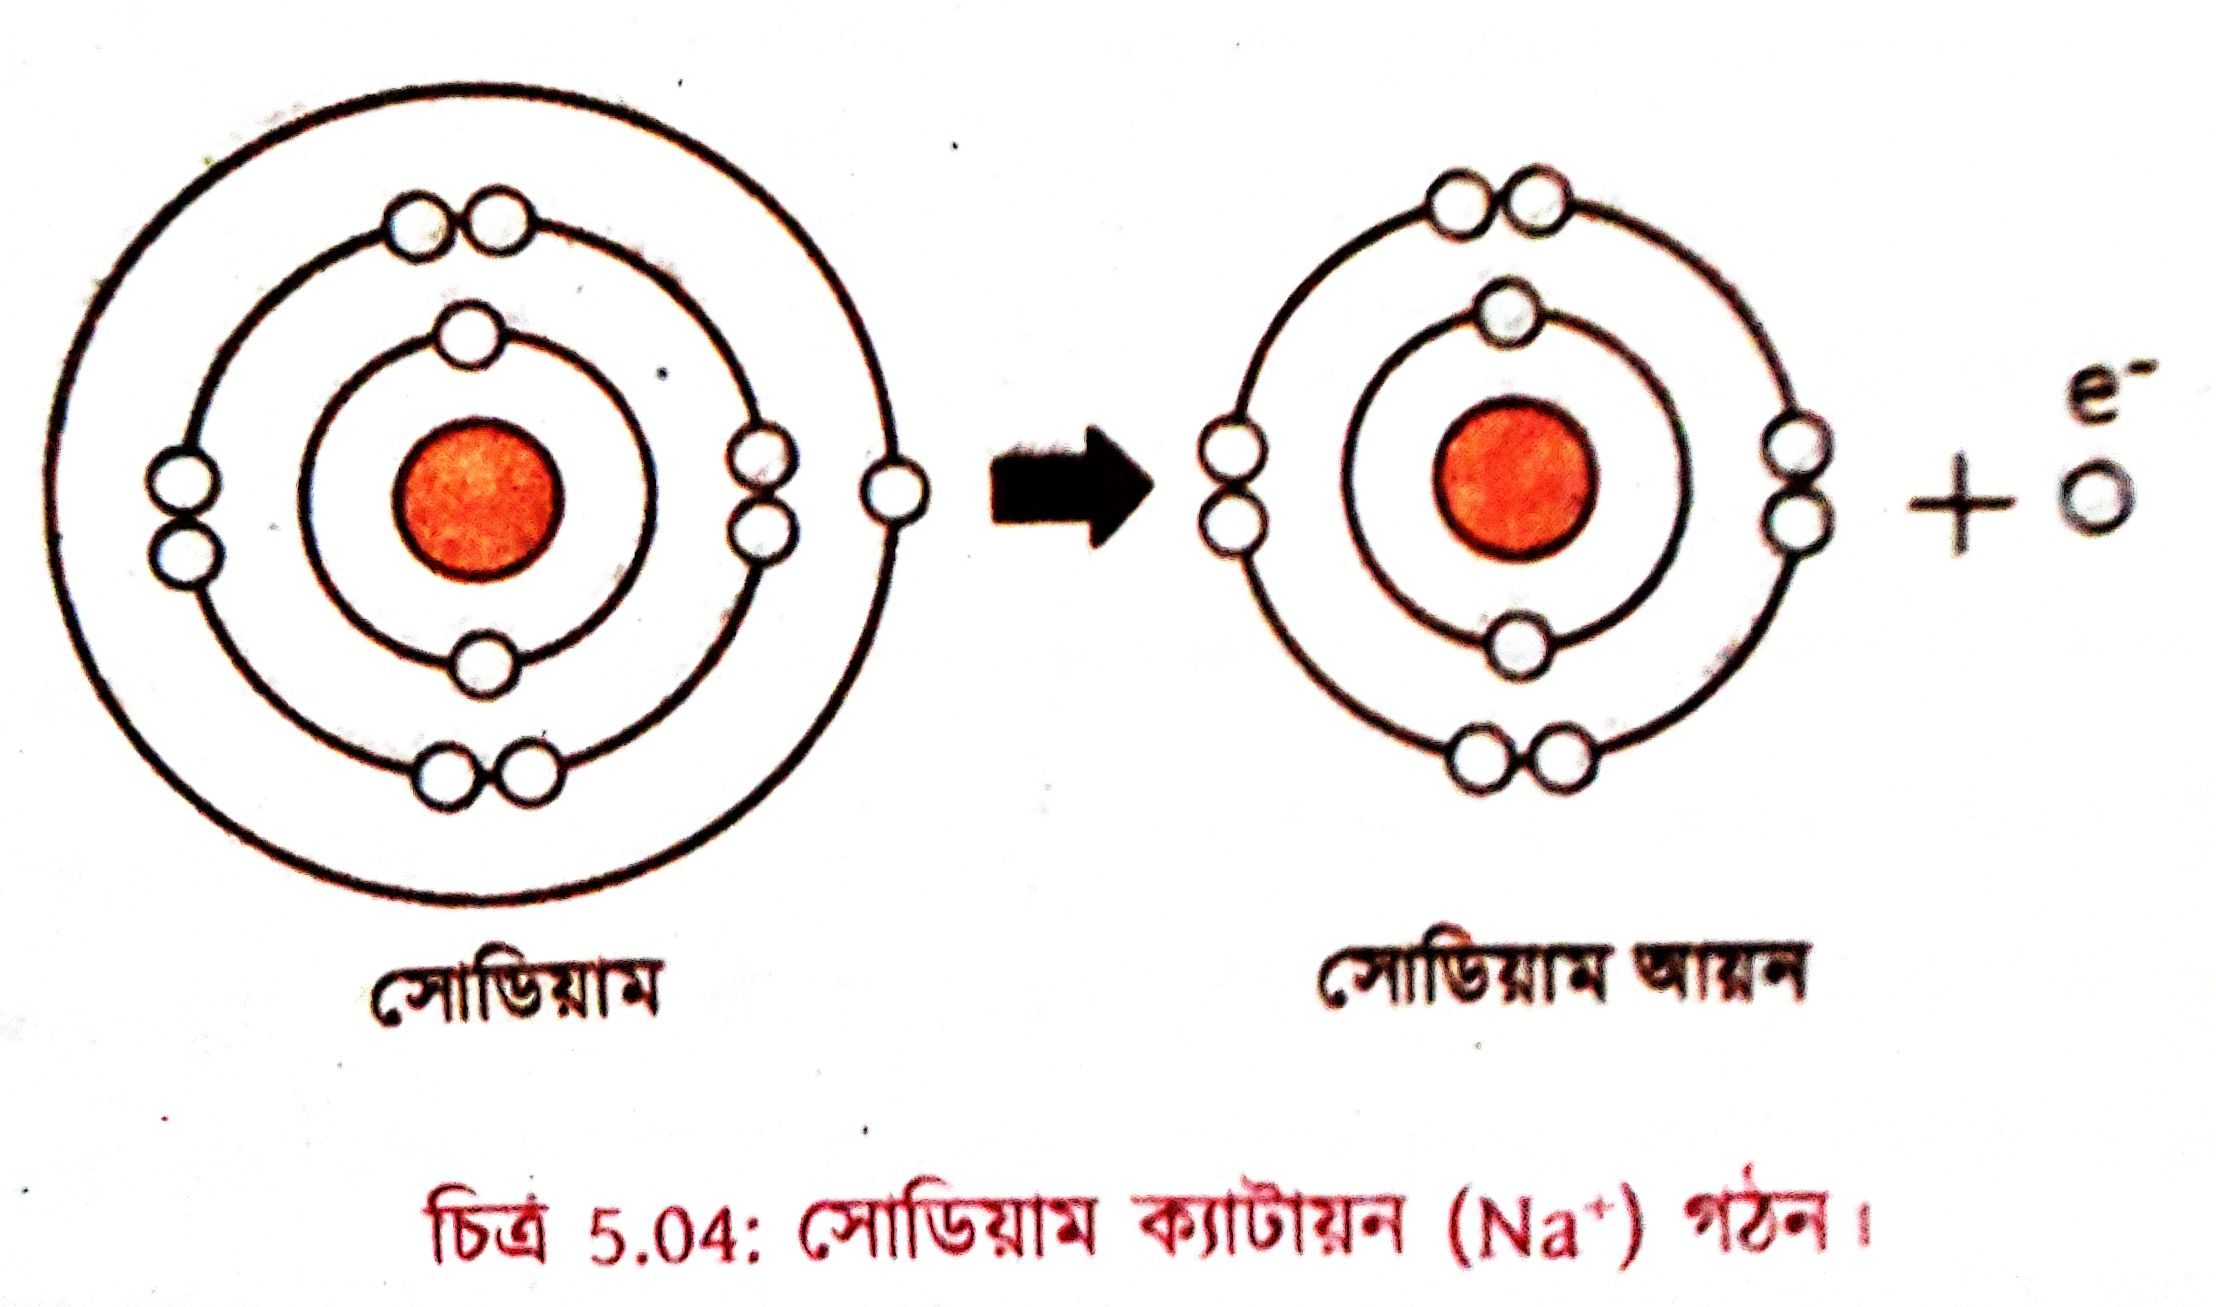 e⁻
+
সোডিয়াম
সোডিয়াম আয়ন
চিত্র 5.04: সোডিয়াম ক্যাটায়ন (Na⁺) গঠন।